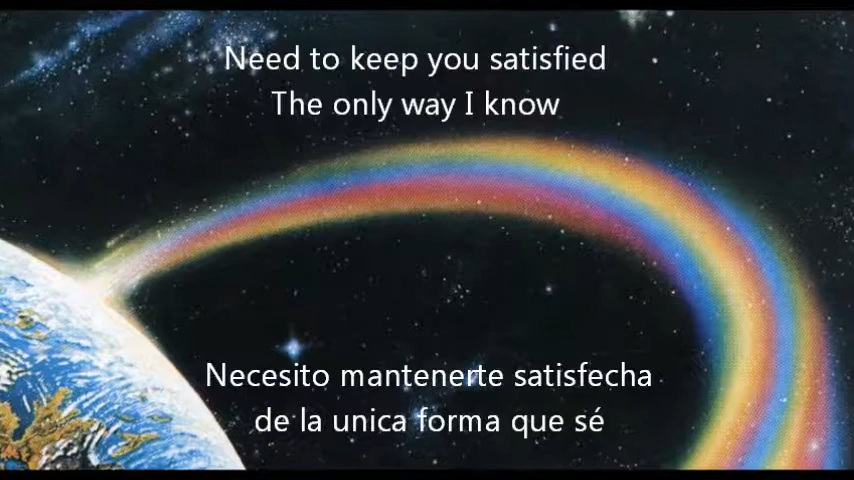 Need to keep you satisfied
The only way I know
Necesito mantenerte satisfecha
de la unica forma que sé